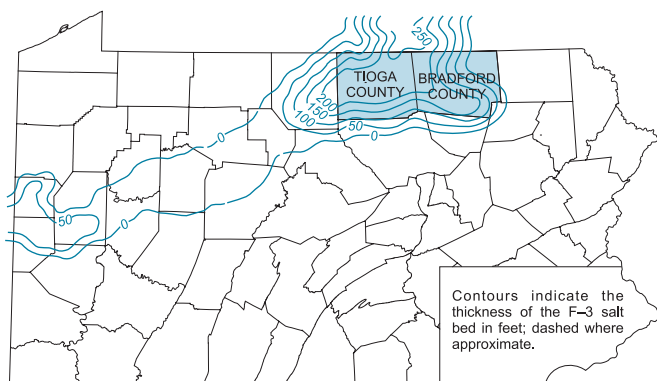 250
TIOGA
COUNTY
BRADFORD
COUNTY
200
150
100
50
0
0
50
0
Contours indicate the
thickness of the F–3 salt
bed in feet; dashed where
approximate.